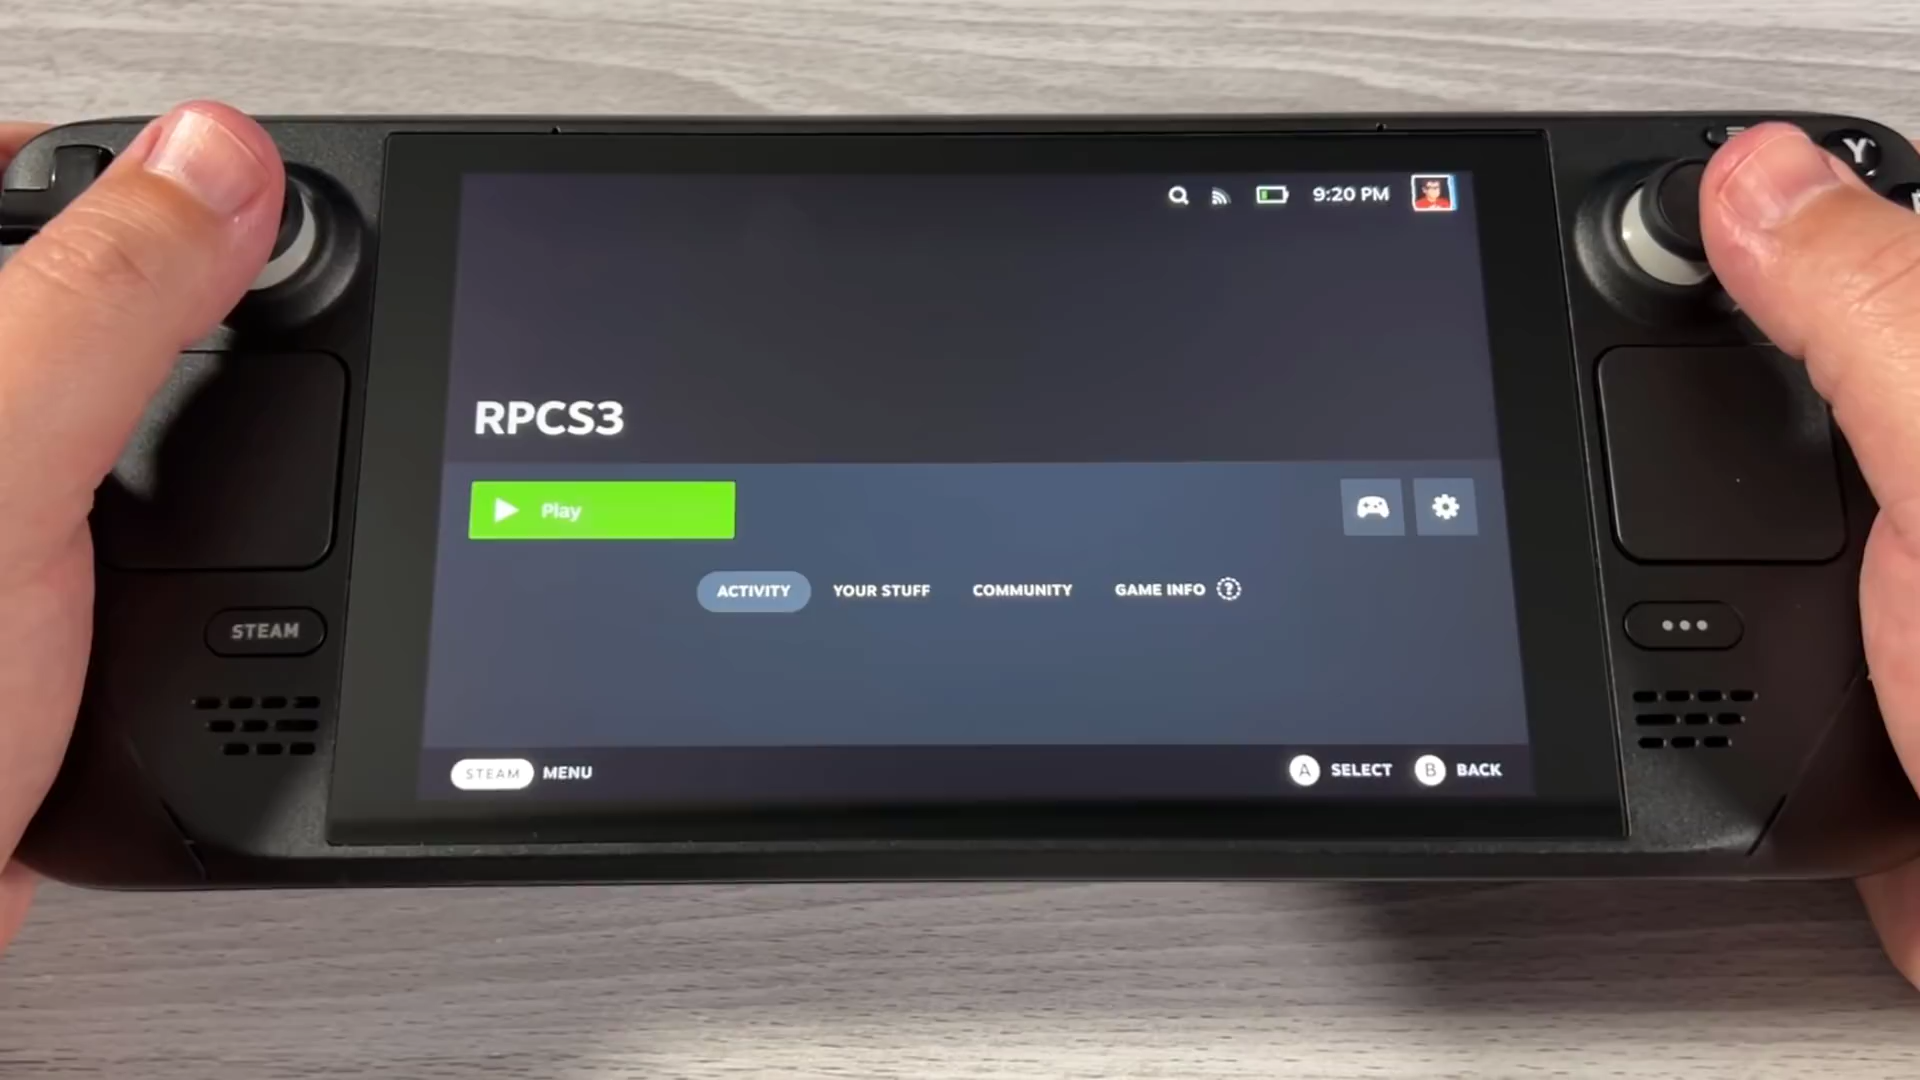 9:20 PM
Y
RPCS3
Play
ACTIVITY YOUR STUFF COMMUNITY GAME INFO ?
STEAM
STEAM MENU
A SELECT B BACK